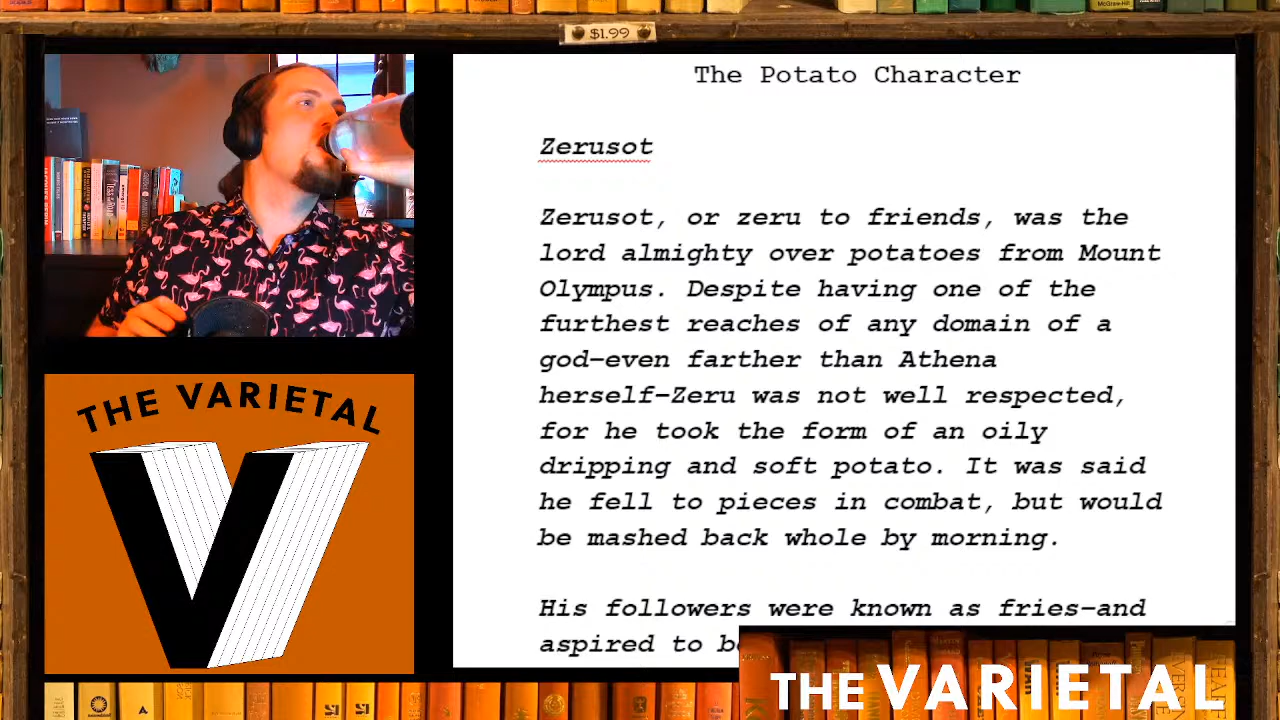 $1.99
The Potato Character
Zerusot
Zerusot, or zeru to friends, was the
lord almighty over potatoes from Mount
Olympus. Despite having one of the
furthest reaches of any domain of a
god-even farther than Athena
herself-Zeru was not well respected,
for he took the form of an oily
dripping and soft potato. It was said
he fell to pieces in combat, but would
be mashed back whole by morning.
His followers were known as fries-and
aspired to
THE VARIETAL
THE VARIETAL